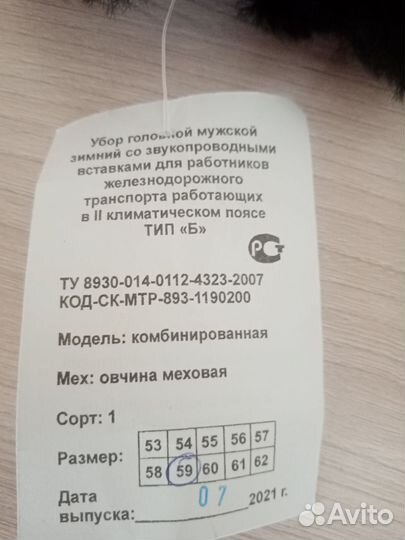 Убор головной мужской
зимний со звукопроводными
вставками для работников
железнодорожного
транспорта работающих
в II климатическом поясе
ТИП «Б»
РСТ
ТУ 8930-014-0112-4323-2007
КОД-СК-МТР-893-1190200
Модель: комбинированная
Мех: овчина меховая
Сорт: 1
Размер:
53 54 55 56 57
58 59 60 61 62
Дата
выпуска: 07 2021 г.
Avito